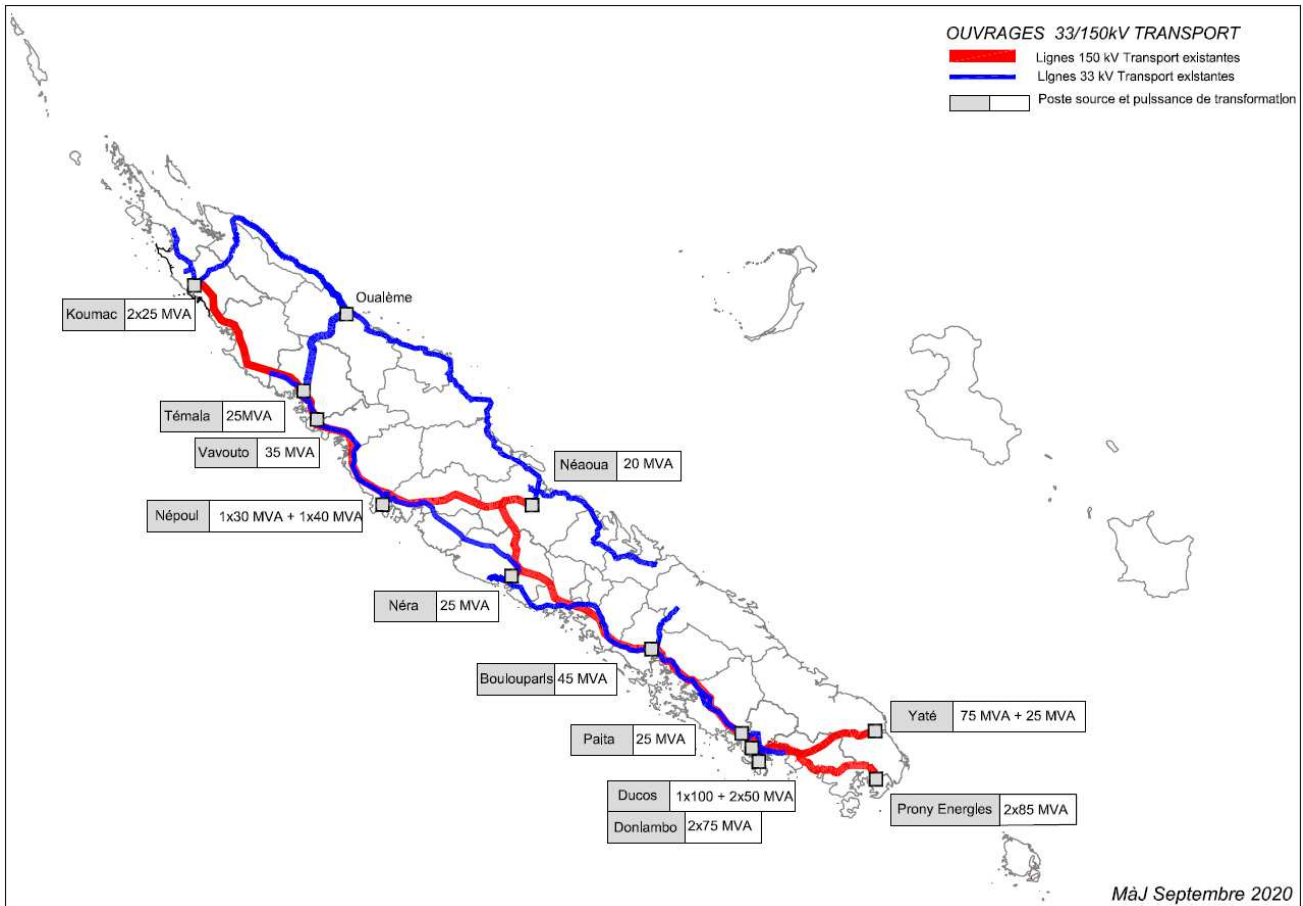 OUVRAGES 33/150kV TRANSPORT
Lignes 150 kV Transport existantes
Lignes 33 kV Transport existantes
Poste source et puissance de transformation
Oualème
Koumac 2x25 MVA
Témala 25MVA
Vavouto 35 MVA
Néaoua 20 MVA
Népoui 1x30 MVA + 1x40 MVA
Néra 25 MVA
Boulouparis 45 MVA
Yaté 75 MVA + 25 MVA
Paita 25 MVA
Ducos 1x100 + 2x50 MVA
Prony Energies 2x85 MVA
Doniambo 2x75 MVA
MàJ Septembre 2020